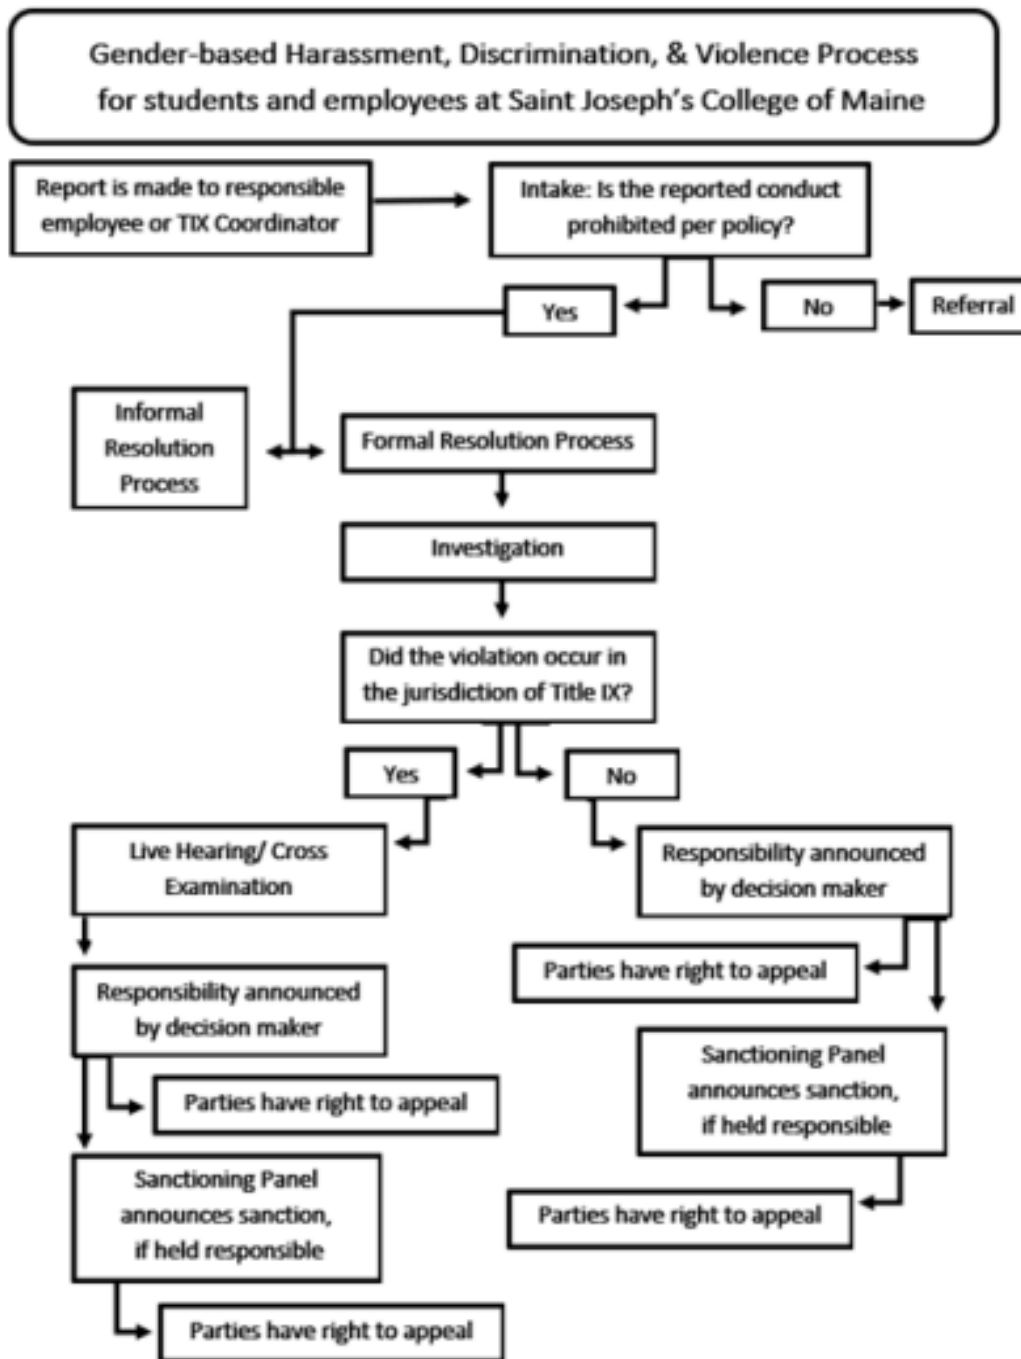 Gender-based Harassment, Discrimination, & Violence Process
for students and employees at Saint Joseph's College of Maine
Report is made to responsible
employee or TIX Coordinator
Intake: Is the reported conduct
prohibited per policy?
Yes
No
Referral
Informal
Resolution
Process
Formal Resolution Process
Investigation
Did the violation occur in
the jurisdiction of Title IX?
Yes
No
Live Hearing/ Cross
Examination
Responsibility announced
by decision maker
Parties have right to appeal
Responsibility announced
by decision maker
Parties have right to appeal
Sanctioning Panel
announces sanction,
if held responsible
Sanctioning Panel
announces sanction,
if held responsible
Parties have right to appeal
Parties have right to appeal